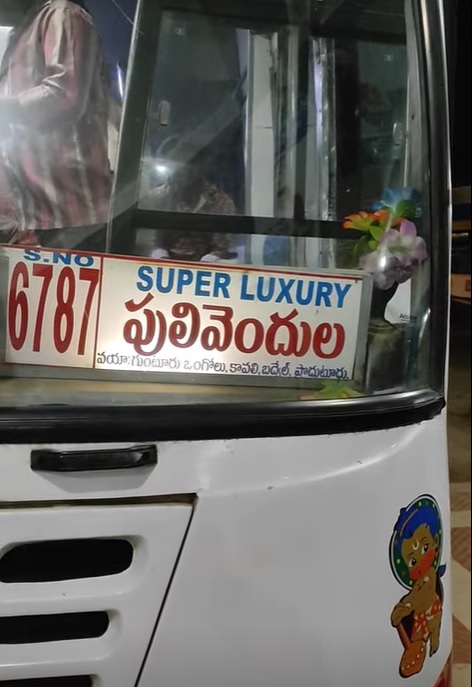 S.NO
6787
SUPER LUXURY
పులివెందుల
వయా: గుంటూరు ఒంగోలు, కావలి, బద్వేల్, పొద్దుటూరు,